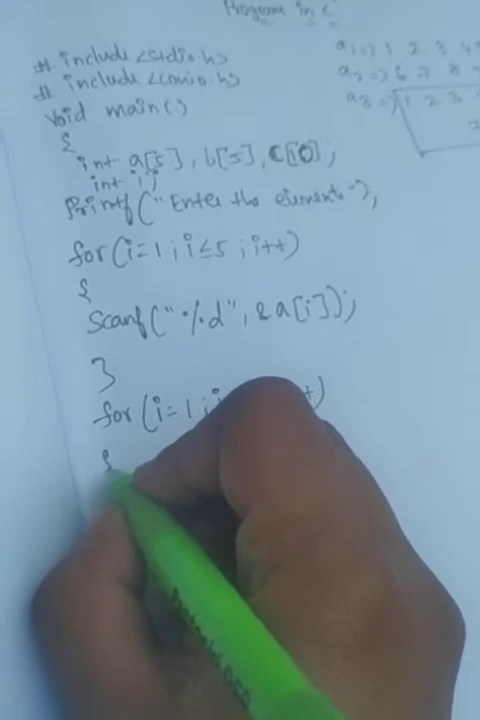 Program in c
# include <stdio.h>
# include <conio.h>
void main()
{
int a[5], b[5], c[10];
int i;
Printf("Enter the elements");
for(i=1; i≤5; i++)
{
Scanf("%d", &a[i]);
}
for (i=1; i
{
a1=) 1 2 3 4
a2=) 6 7 8
a3=) 1 2 3